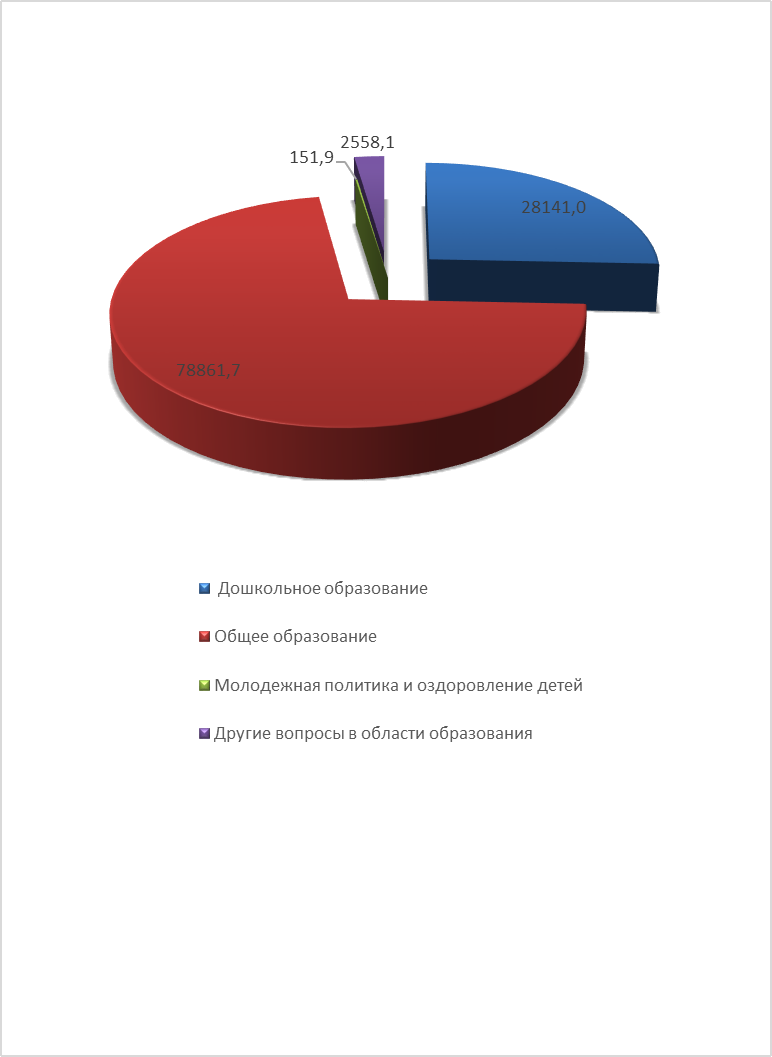 2558,1
151,9
28141,0
78861,7
Дошкольное образование
Общее образование
Молодежная политика и оздоровление детей
Другие вопросы в области образования